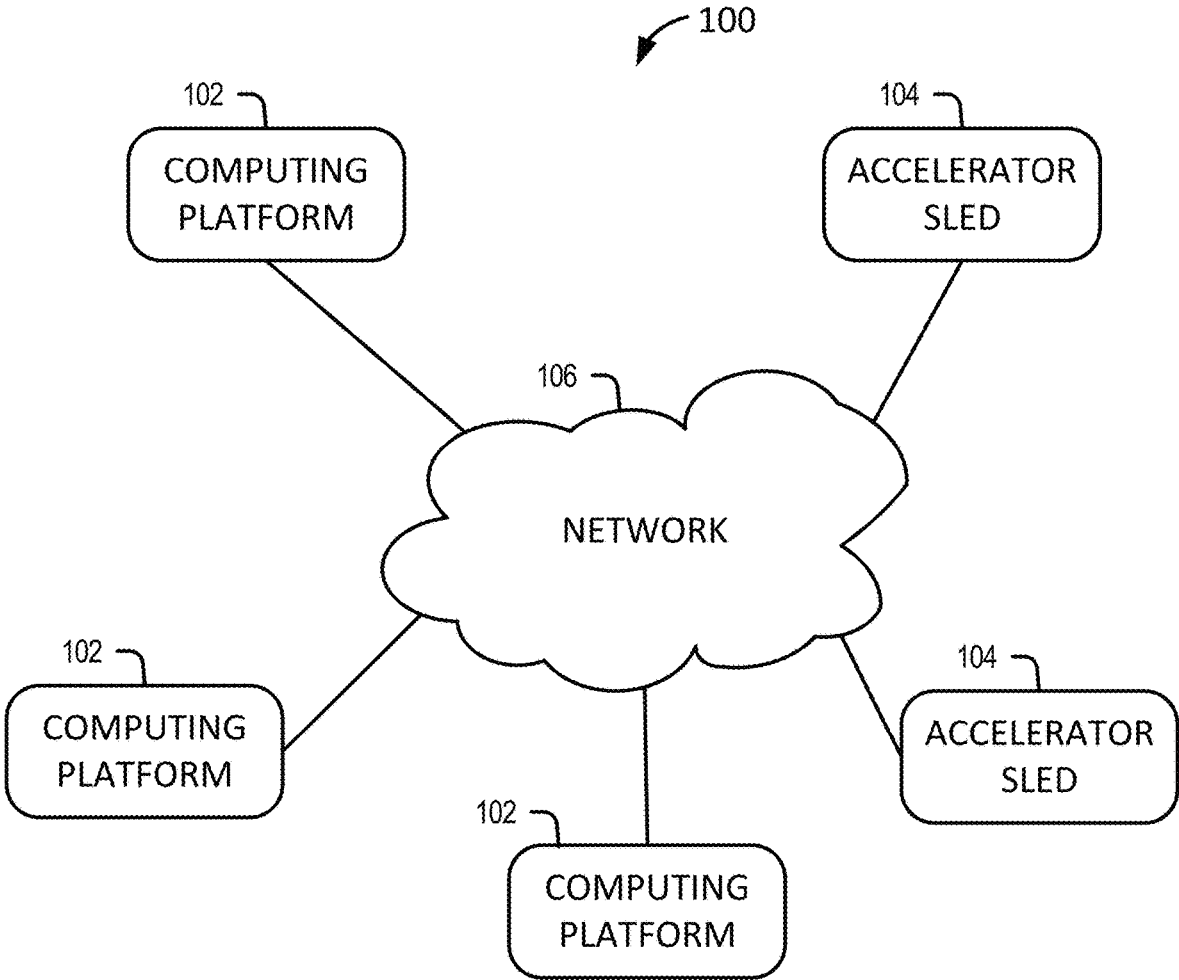 100
102
COMPUTING
PLATFORM
104
ACCELERATOR
SLED
106
NETWORK
102
COMPUTING
PLATFORM
104
ACCELERATOR
SLED
102
COMPUTING
PLATFORM